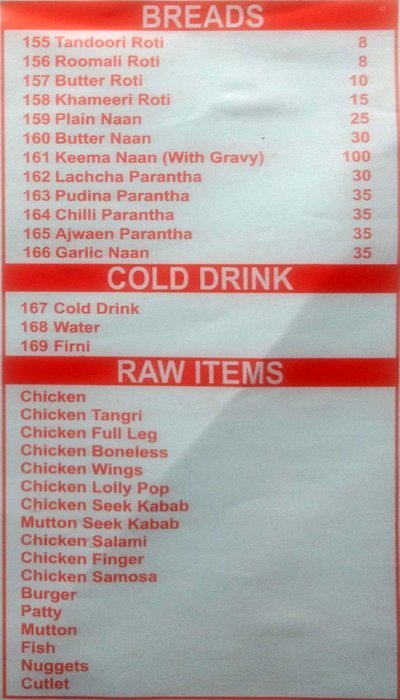 BREADS
155 Tandoori Roti 8
156 Roomali Roti 8
157 Butter Roti 10
158 Khameeri Roti 15
159 Plain Naan 25
160 Butter Naan 30
161 Keema Naan (With Gravy) 100
162 Lachcha Parantha 30
163 Pudina Parantha 35
164 Chilli Parantha 35
165 Ajwaen Parantha 35
166 Garlic Naan 35
COLD DRINK
167 Cold Drink
168 Water
169 Firni
RAW ITEMS
Chicken
Chicken Tangri
Chicken Full Leg
Chicken Boneless
Chicken Wings
Chicken Lolly Pop
Chicken Seek Kabab
Mutton Seek Kabab
Chicken Salami
Chicken Finger
Chicken Samosa
Burger
Patty
Mutton
Fish
Nuggets
Cutlet